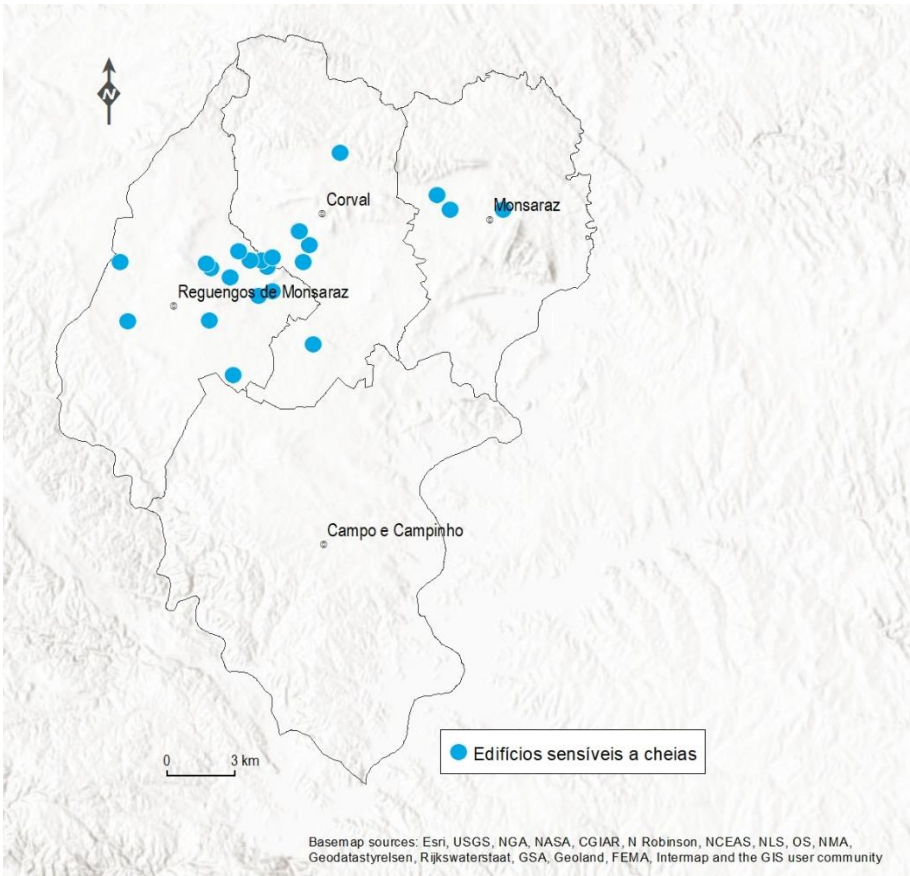 N
Corval
Monsaraz
Reguengos de Monsaraz
Campo e Campinho
0 3 km
Edifícios sensíveis a cheias
Basemap sources: Esri, USGS, NGA, NASA, CGIAR, N Robinson, NCEAS, NLS, OS, NMA,
Geodatastyrelsen, Rijkswaterstaat, GSA, Geoland, FEMA, Intermap and the GIS user community